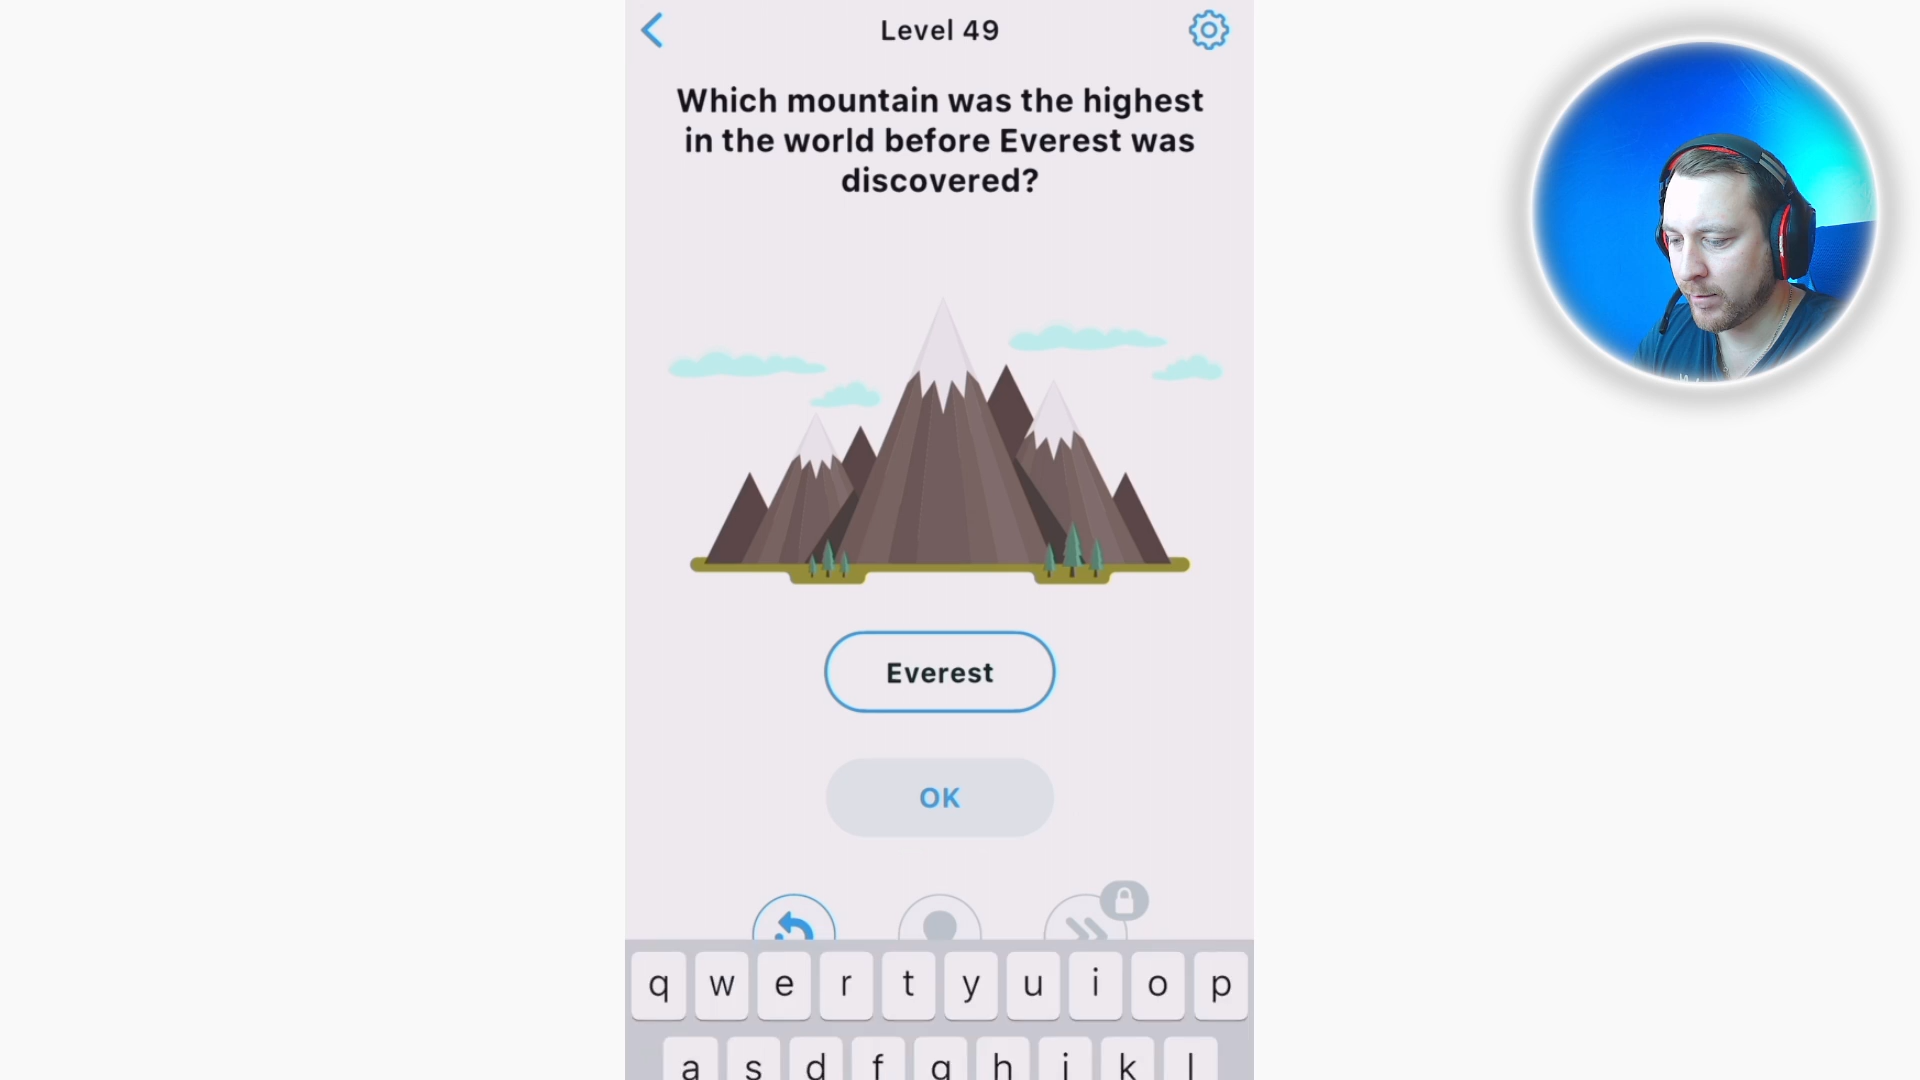 Level 49
Which mountain was the highest
in the world before Everest was
discovered?
Everest
OK
q w e r t y u i o p
a s d f g h j k l